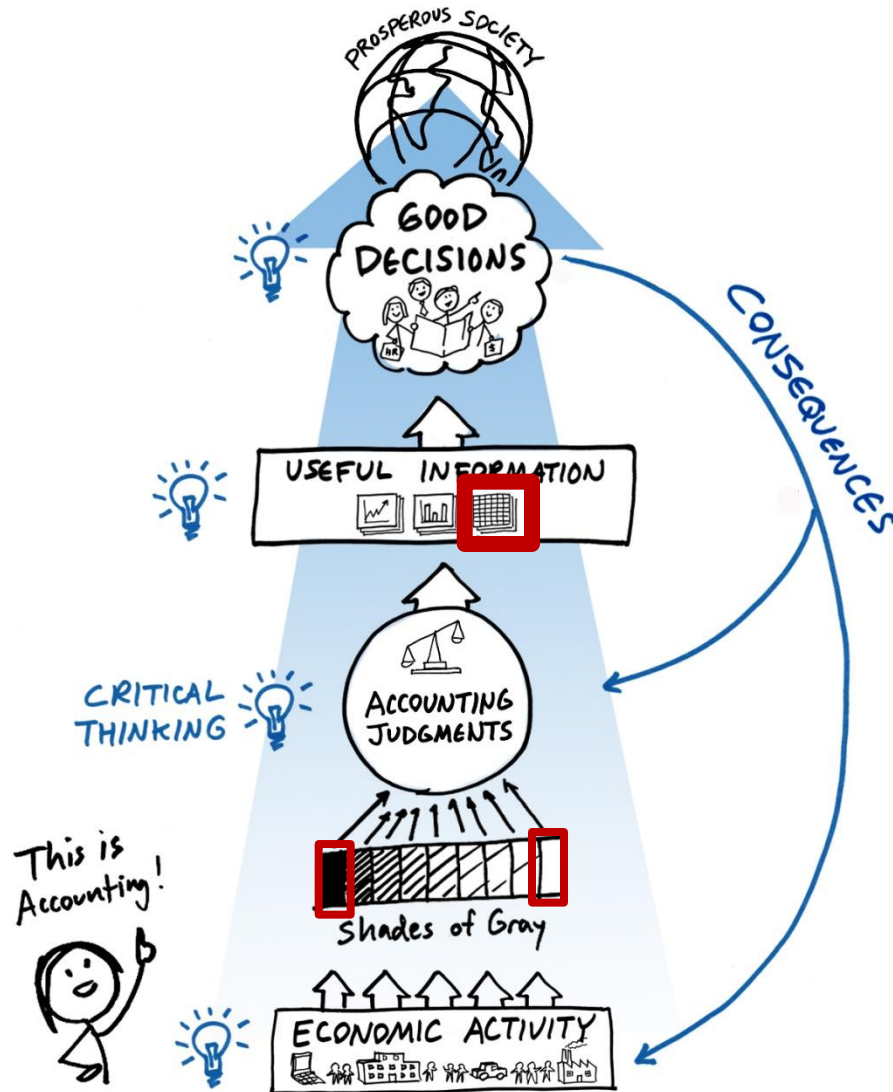 PROSPEROUS SOCIETY
GOOD
DECISIONS
HR
$
CONSEQUENCES
USEFUL INFORMATION
CRITICAL
THINKING
ACCOUNTING
JUDGMENTS
This is
Accounting!
Shades of Gray
ECONOMIC ACTIVITY